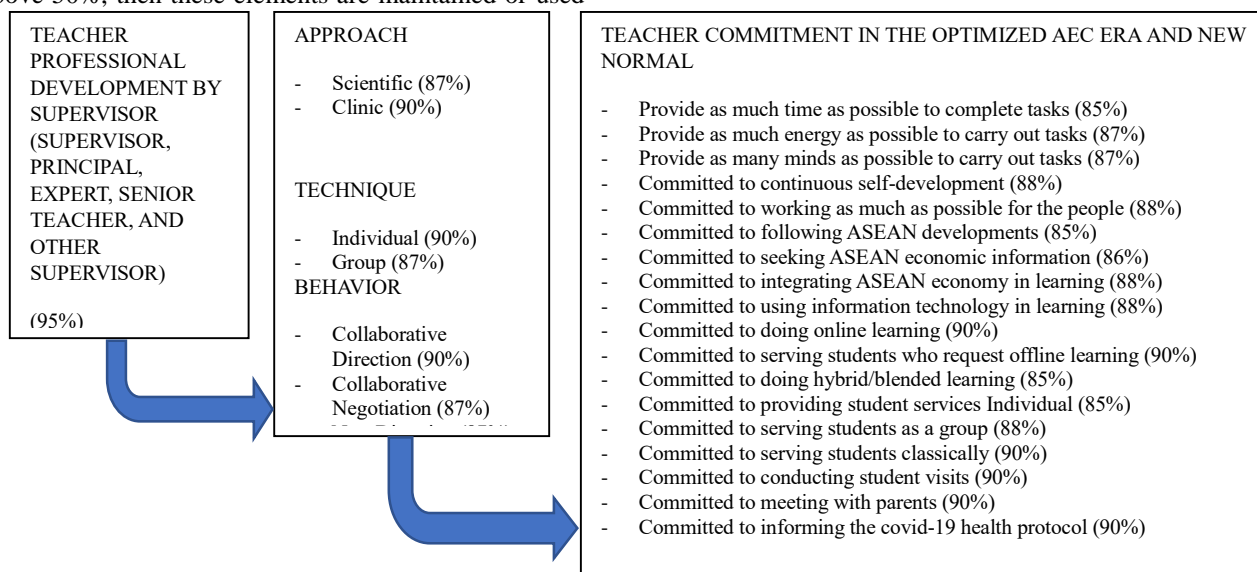 then these elements are maintained or used
TEACHER
PROFESSIONAL
DEVELOPMENT BY
SUPERVISOR
(SUPERVISOR,
PRINCIPAL,
EXPERT, SENIOR
TEACHER, AND
OTHER
SUPERVISOR)
(95%)
APPROACH
- Scientific (87%)
- Clinic (90%)
TECHNIQUE
- Individual (90%)
- Group (87%)
BEHAVIOR
- Collaborative
Direction (90%)
- Collaborative
Negotiation (87%)
TEACHER COMMITMENT IN THE OPTIMIZED AEC ERA AND NEW
NORMAL
- Provide as much time as possible to complete tasks (85%)
- Provide as much energy as possible to carry out tasks (87%)
- Provide as many minds as possible to carry out tasks (87%)
- Committed to continuous self-development (88%)
- Committed to working as much as possible for the people (88%)
- Committed to following ASEAN developments (85%)
- Committed to seeking ASEAN economic information (86%)
- Committed to integrating ASEAN economy in learning (88%)
- Committed to using information technology in learning (88%)
- Committed to doing online learning (90%)
- Committed to serving students who request offline learning (90%)
- Committed to doing hybrid/blended learning (85%)
- Committed to providing student services Individual (85%)
- Committed to serving students as a group (88%)
- Committed to serving students classically (90%)
- Committed to conducting student visits (90%)
- Committed to meeting with parents (90%)
- Committed to informing the covid-19 health protocol (90%)